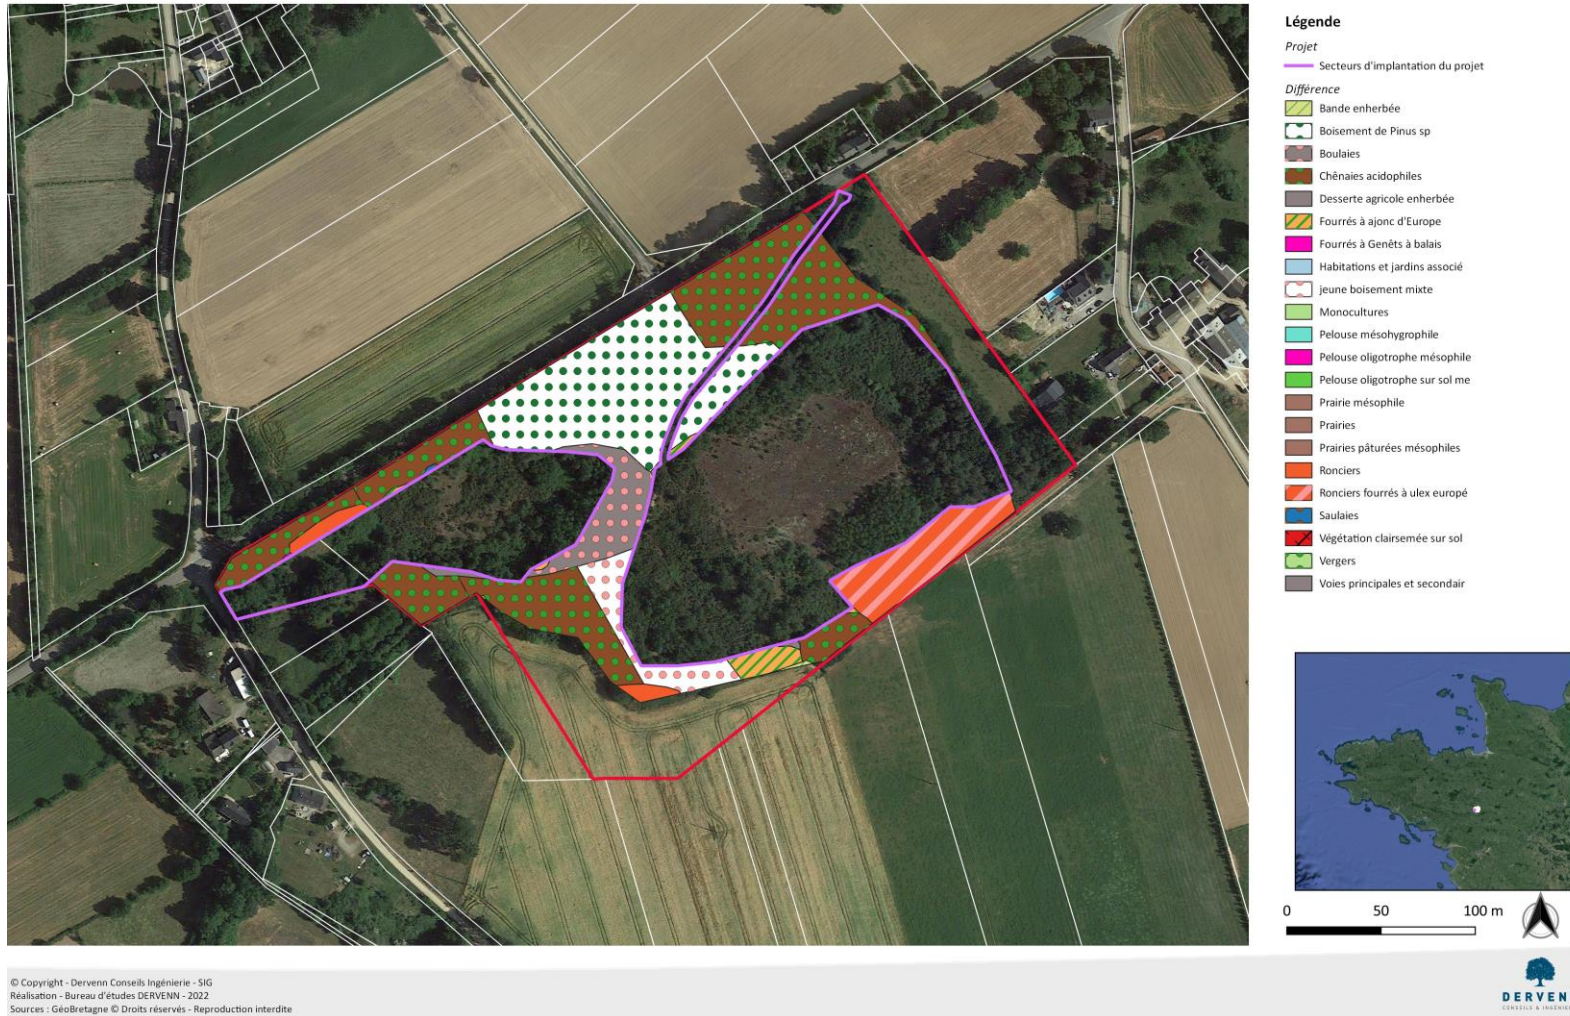 Légende
Projet
Secteurs d'implantation du projet
Différence
Bande enherbée
Boisement de Pinus sp
Boulaies
Chênaies acidophiles
Desserte agricole enherbée
Fourrés à ajonc d'Europe
Fourrés à Genêts à balais
Habitations et jardins associé
jeune boisement mixte
Monocultures
Pelouse mésohygrophile
Pelouse oligotrophe mésophile
Pelouse oligotrophe sur sol me
Prairie mésophile
Prairies
Prairies pâturées mésophiles
Ronciers
Ronciers fourrés à ulex europé
Saulaies
Végétation clairsemée sur sol
Vergers
Voies principales et secondair
0 50 100 m
© Copyright - Dervenn Conseils Ingénierie - SIG
Réalisation - Bureau d'études DERVENN - 2022
Sources : GéoBretagne © Droits réservés - Reproduction interdite
DERVEN
CONSEILS & INGÉNIE